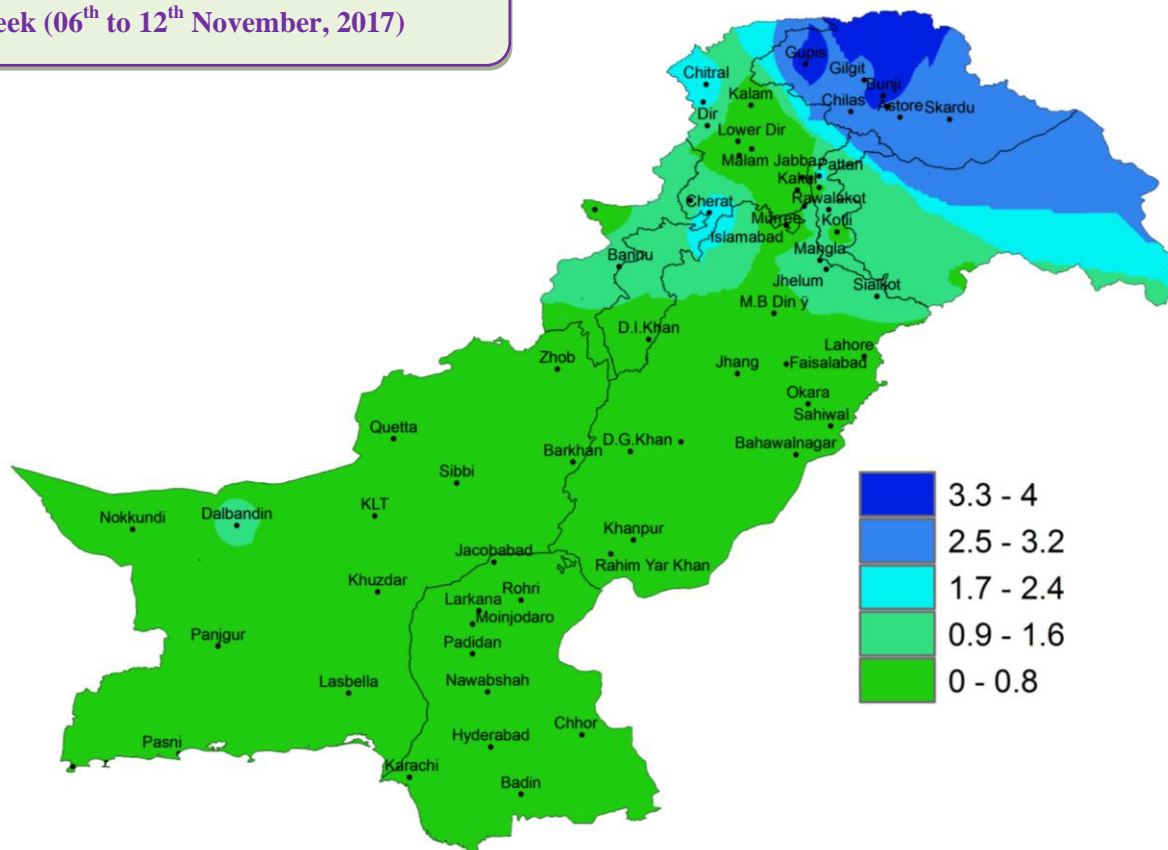 eek (06th to 12th November, 2017)
Gupis
Gilgit
Chitral
Bunji
Kalam
Chilas
Astore Skardu
Dir
Lower Dir
Malam Jabba
Pattan
Kakul
Cherat
Rawalakot
Murree
Kotli
Islamabad
Mangla
Bannu
Jhelum
Sialkot
M.B Din ÿ
D.I.Khan
Lahore
Zhob
Jhang
Faisalabad
Okara
Sahiwal
Quetta
D.G.Khan
Bahawalnagar
Barkhan
Sibbi
3.3 - 4
Nokkundi
Dalbandin
KLT
2.5 - 3.2
Khanpur
Jacobabad
Rahim Yar Khan
1.7 - 2.4
Khuzdar
Rohri
Larkana
Moinjodaro
0.9 - 1.6
Panjgur
Padidan
Lasbella
Nawabshah
0 - 0.8
Chhor
Pasni
Hyderabad
Karachi
Badin